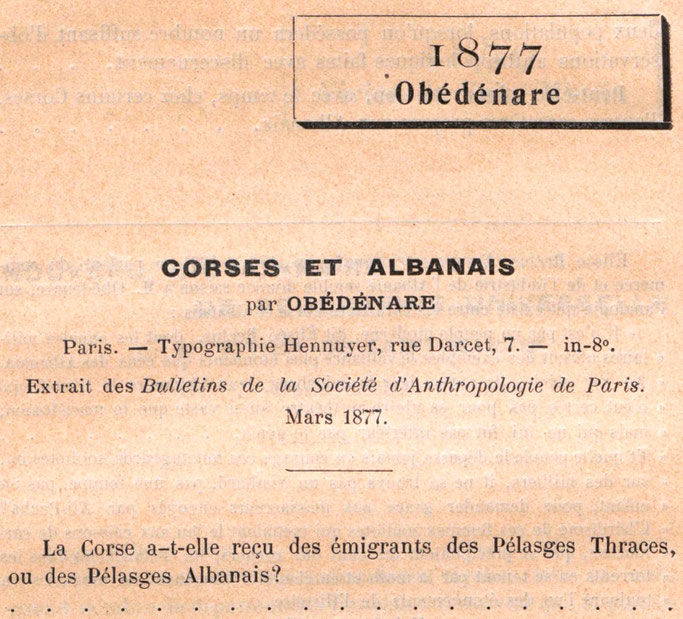 1877
Obédénare
CORSES ET ALBANAIS
par OBÉDÉNARE
Paris. — Typographie Hennuyer, rue Darcet, 7. — in-8°.
Extrait des Bulletins de la Société d'Anthropologie de Paris.
Mars 1877.
La Corse a-t-elle reçu des émigrants des Pélasges Thraces,
ou des Pélasges Albanais?
. . . . . . . . . . . . . . . . . . . . . . . .